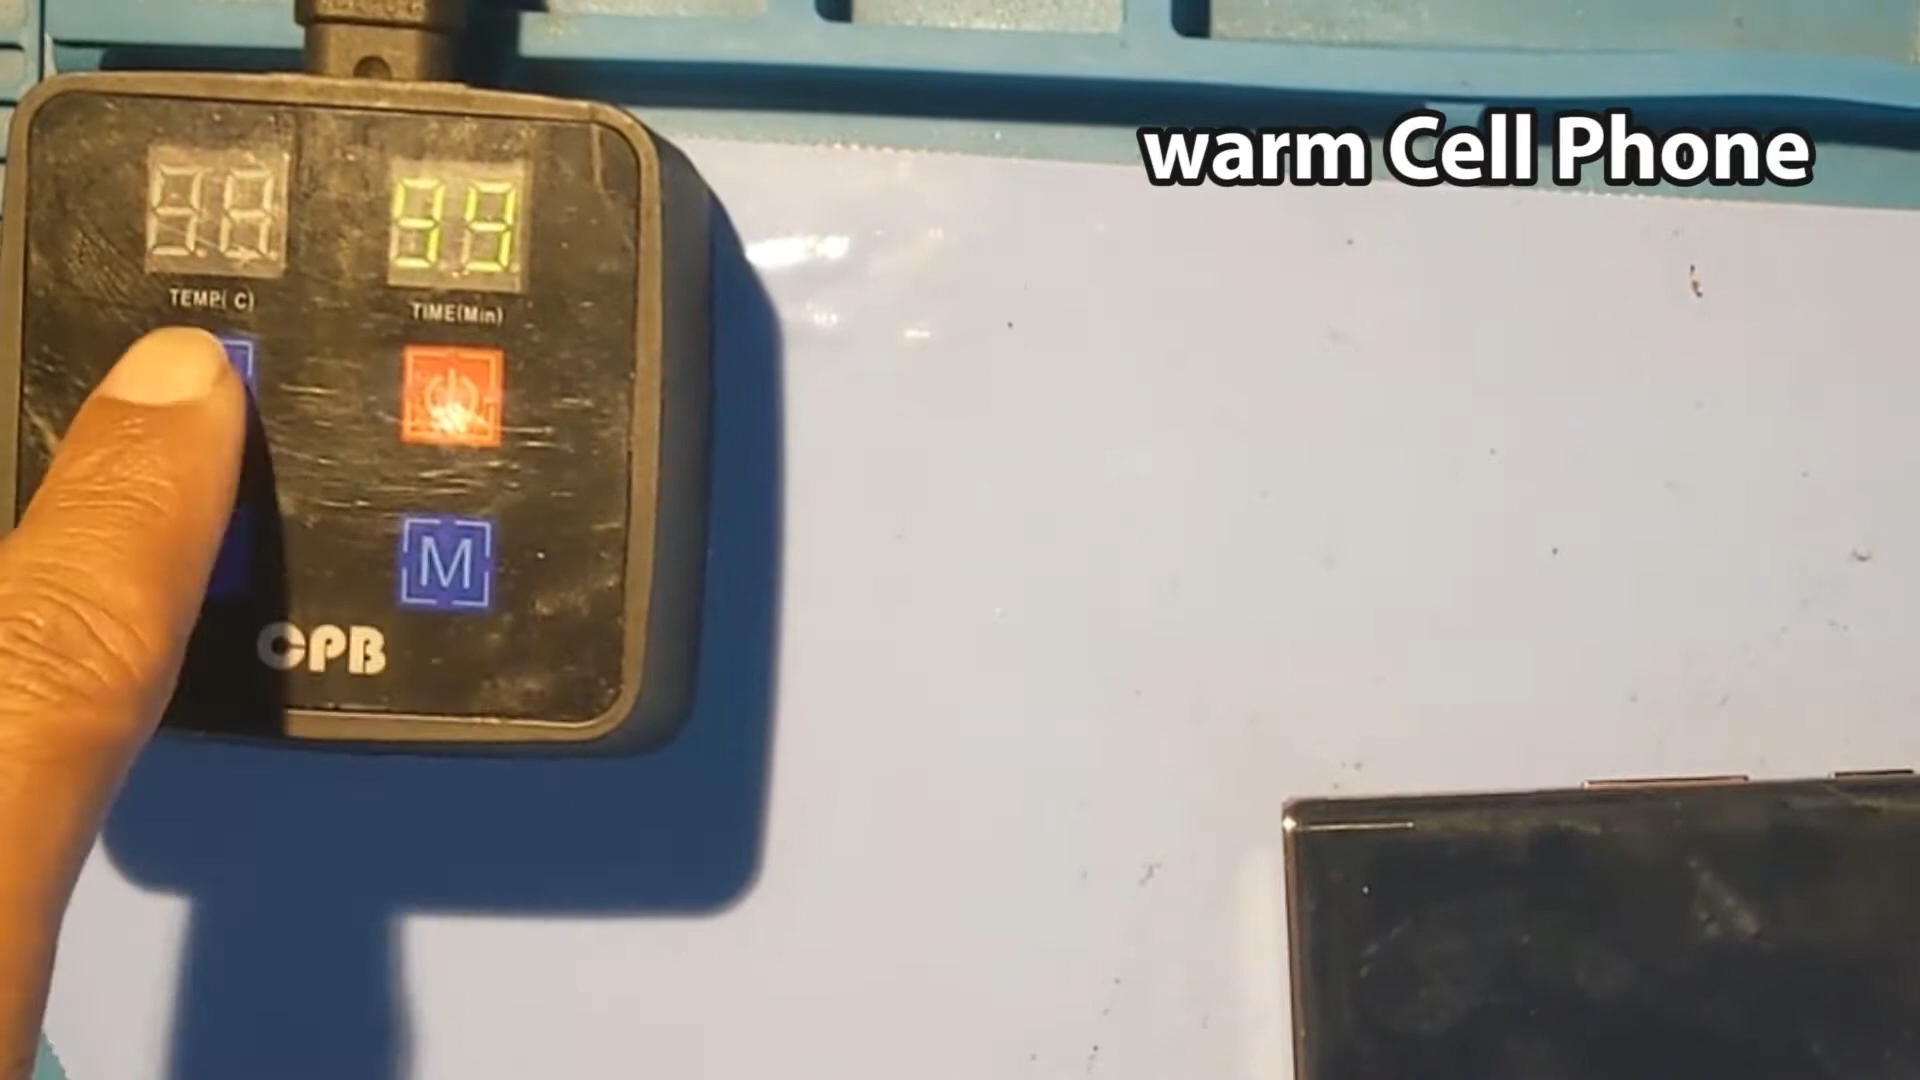 warm Cell Phone
TEMP( C)
TIME(Min)
M
CPB